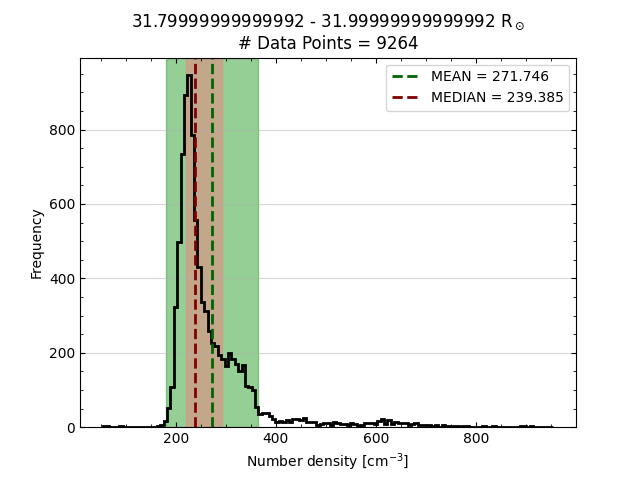 31.79999999999992 - 31.99999999999992 R⊙
# Data Points = 9264
MEAN = 271.746
MEDIAN = 239.385
Frequency
800
600
400
200
0
200 400 600 800
Number density [cm⁻³]